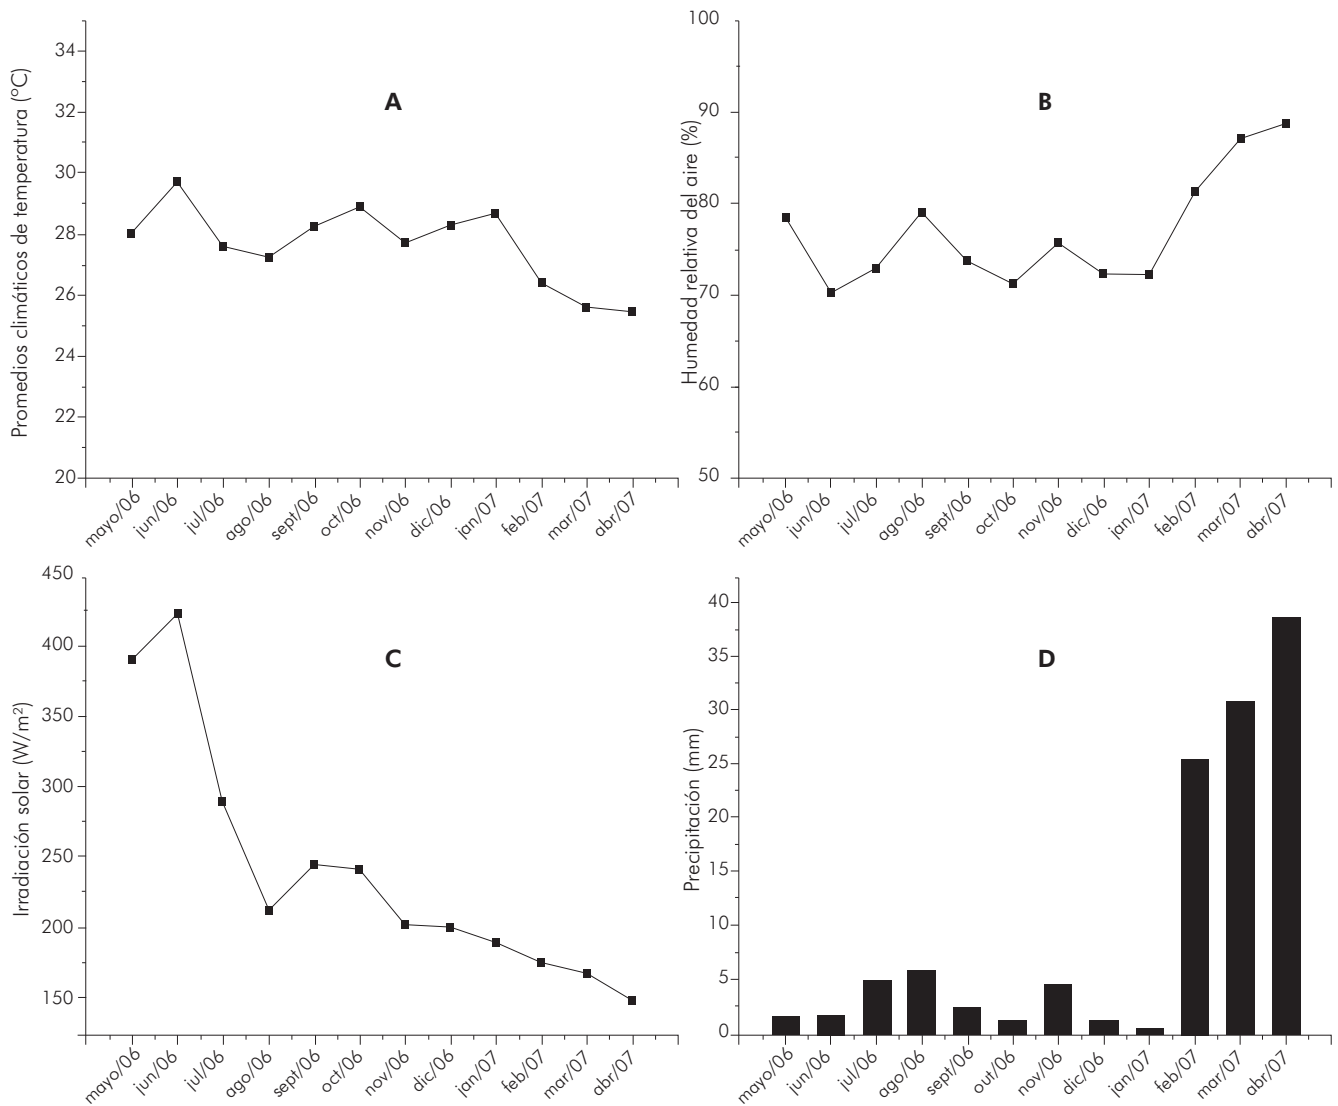 Promedios climáticos de temperatura (°C)
34
32
30
28
26
24
22
20
A
mayo/06
jun/06
jul/06
ago/06
sept/06
oct/06
nov/06
dic/06
jan/07
feb/07
mar/07
abr/07
Humedad relativa del aire (%)
100
90
80
70
60
50
B
mayo/06
jun/06
jul/06
ago/06
sept/06
oct/06
nov/06
dic/06
jan/07
feb/07
mar/07
abr/07
Irradiación solar (W/m²)
450
400
350
300
250
200
150
C
mayo/06
jun/06
jul/06
ago/06
sept/06
oct/06
nov/06
dic/06
jan/07
feb/07
mar/07
abr/07
Precipitación (mm)
40
35
30
25
20
15
10
5
0
D
mayo/06
jun/06
jul/06
ago/06
sept/06
out/06
nov/06
dic/06
jan/07
feb/07
mar/07
abr/07